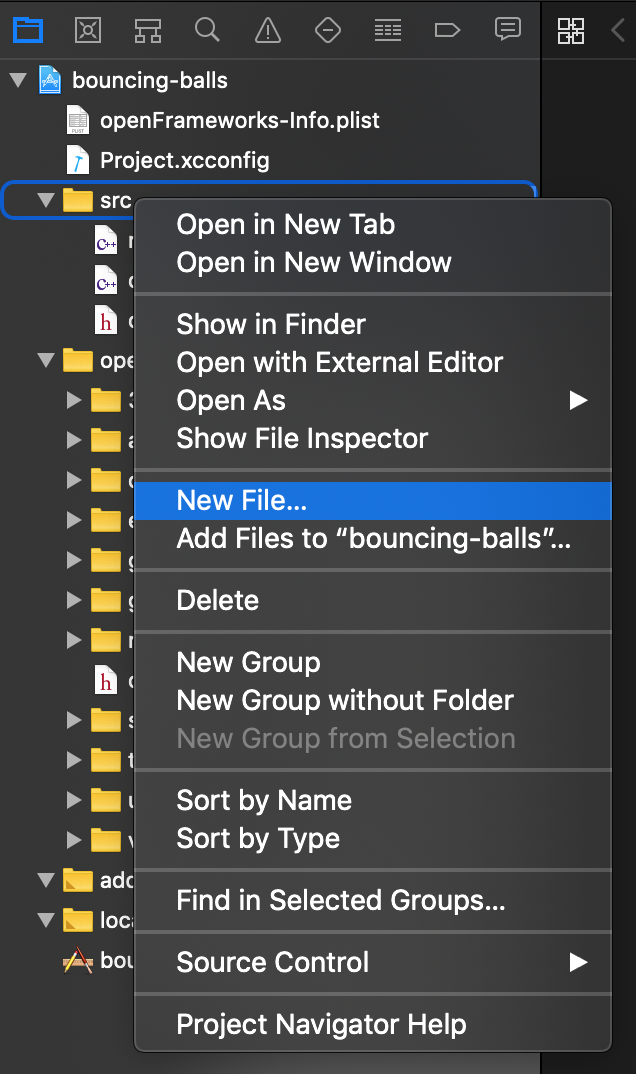 bouncing-balls
openFrameworks-Info.plist
Project.xcconfig
src
Open in New Tab
Open in New Window
Show in Finder
Open with External Editor
Open As
Show File Inspector
New File...
Add Files to “bouncing-balls”...
Delete
New Group
New Group without Folder
New Group from Selection
Sort by Name
Sort by Type
Find in Selected Groups...
Source Control
Project Navigator Help